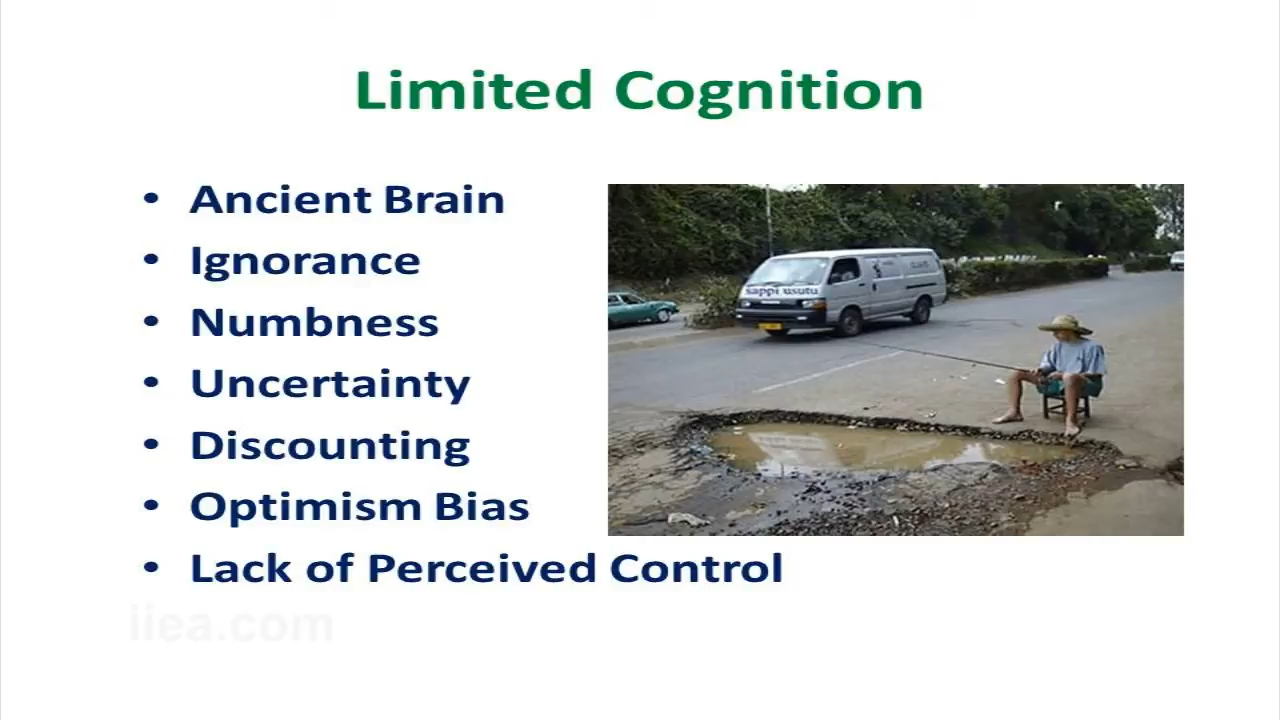 Limited Cognition
• Ancient Brain
• Ignorance
• Numbness
• Uncertainty
• Discounting
• Optimism Bias
• Lack of Perceived Control
sappi usutu
iiea.com